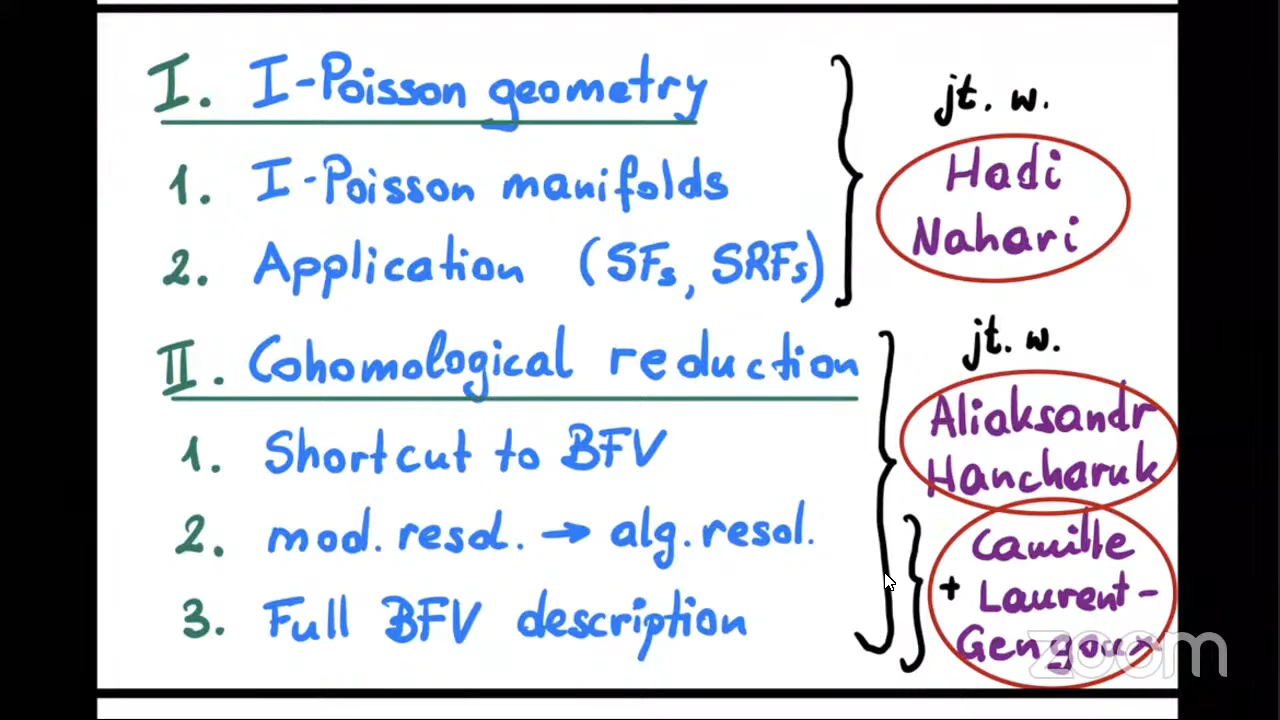 I. I-Poisson geometry
1. I-Poisson manifolds
2. Application (SFs, SRFs)
jt. w.
Hadi
Nahari
II. Cohomological reduction
1. Shortcut to BFV
2. mod. resol. → alg. resol.
3. Full BFV description
jt. w.
Aliaksandr
Hancharuk
Camille
+ Laurent-
Gengoux
zoom